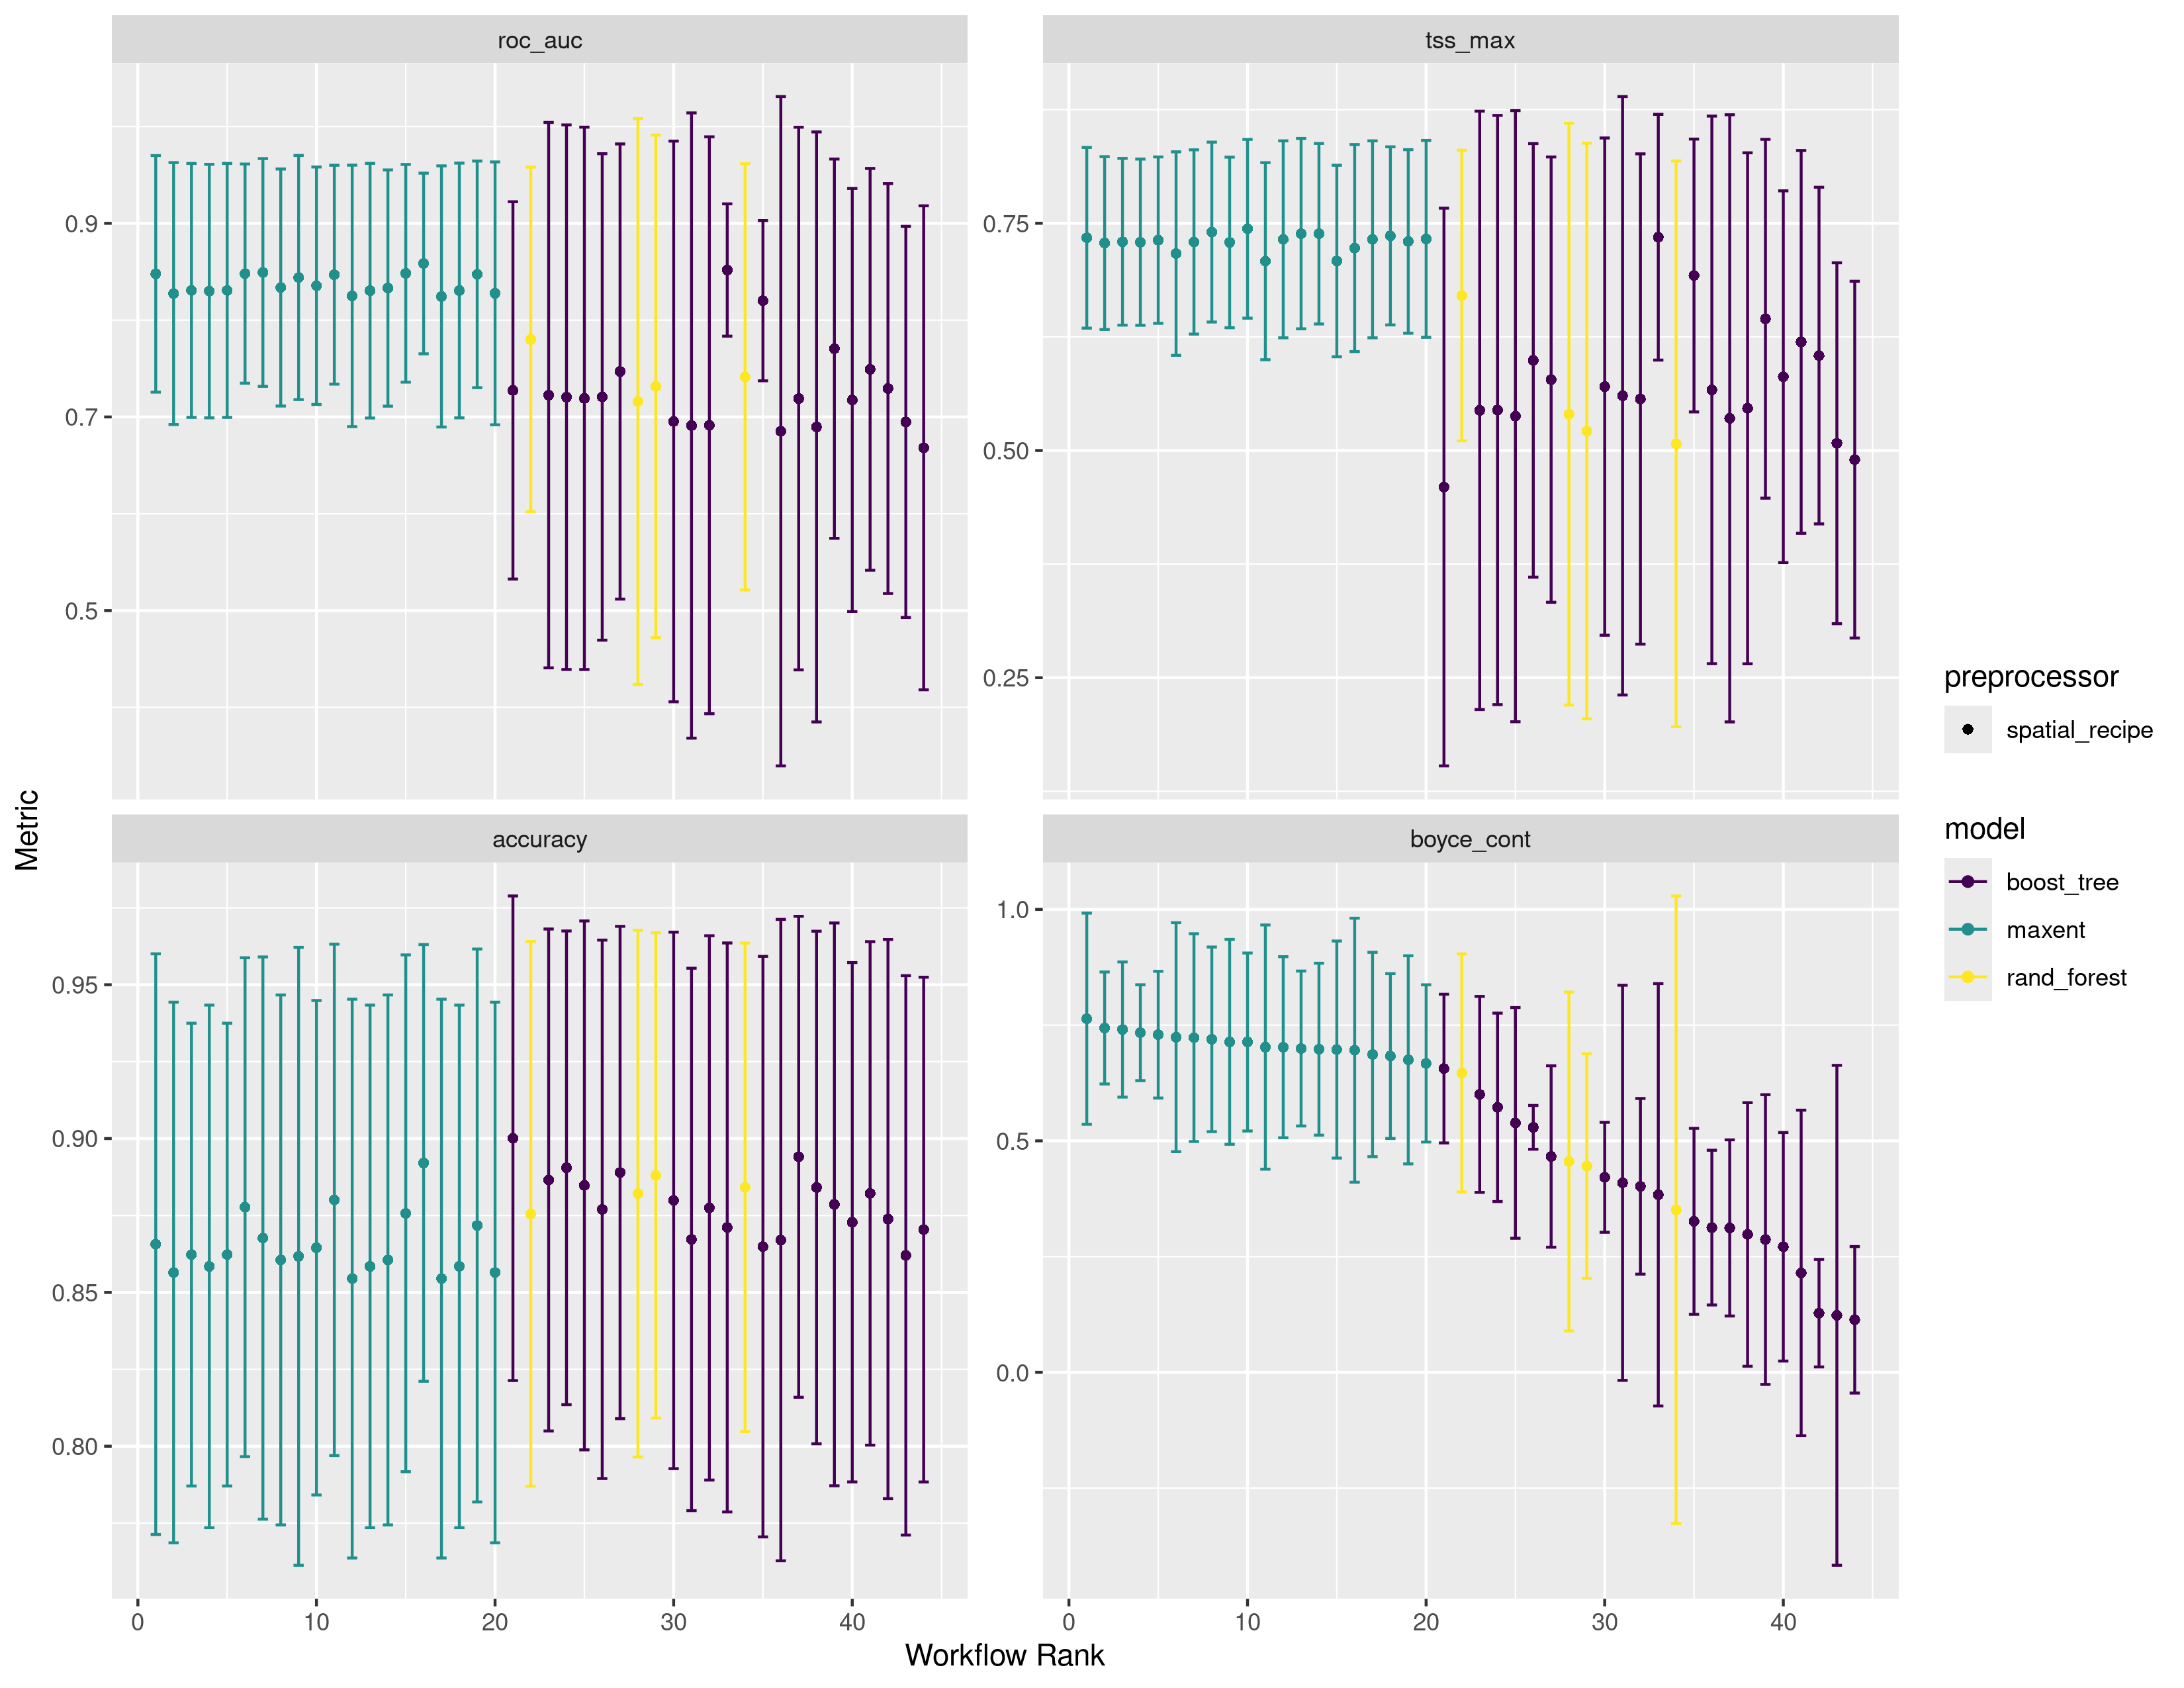 roc_auc
tss_max
0.9
0.7
0.5
0.75
0.50
0.25
accuracy
boyce_cont
0.95
0.90
0.85
0.80
1.0
0.5
0.0
0 10 20 30 40
0 10 20 30 40
Workflow Rank
Metric
preprocessor
spatial_recipe
model
boost_tree
maxent
rand_forest